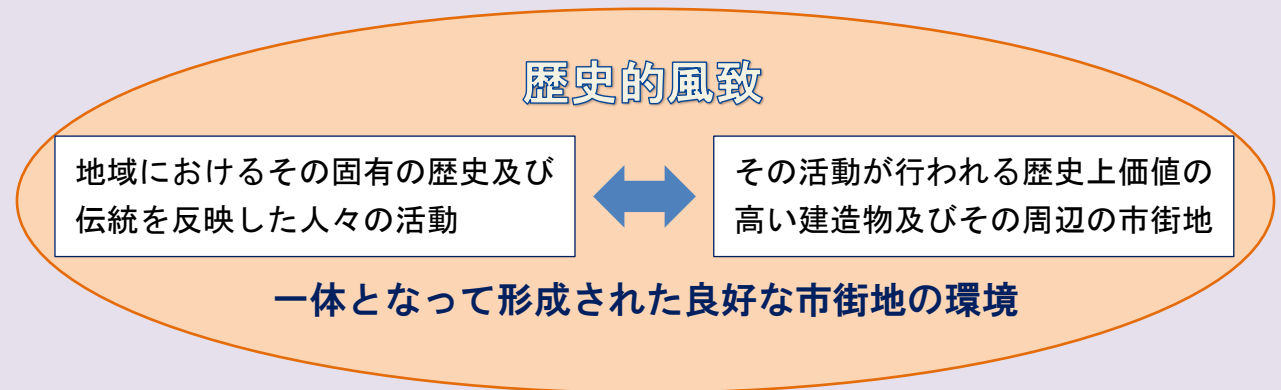 歴史的風致
地域におけるその固有の歴史及び
伝統を反映した人々の活動
その活動が行われる歴史上価値の
高い建造物及びその周辺の市街地
一体となって形成された良好な市街地の環境